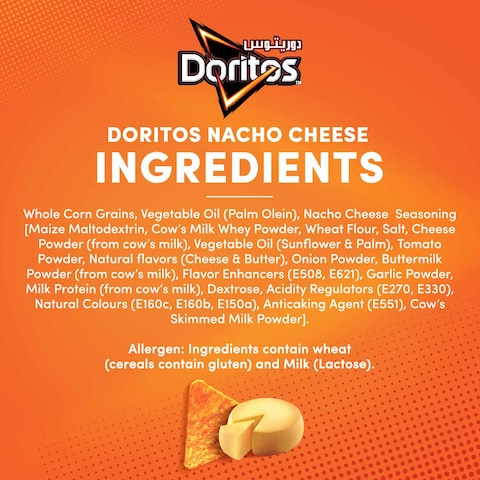 دوريتوس
Doritos™
DORITOS NACHO CHEESE
INGREDIENTS
Whole Corn Grains, Vegetable Oil (Palm Olein), Nacho Cheese Seasoning
[Maize Maltodextrin, Cow's Milk Whey Powder, Wheat Flour, Salt, Cheese
Powder (from cow's milk), Vegetable Oil (Sunflower & Palm), Tomato
Powder, Natural flavors (Cheese & Butter), Onion Powder, Buttermilk
Powder (from cow's milk), Flavor Enhancers (E508, E621), Garlic Powder,
Milk Protein (from cow's milk), Dextrose, Acidity Regulators (E270, E330),
Natural Colours (E160c, E160b, E150a), Anticaking Agent (E551), Cow's
Skimmed Milk Powder].
Allergen: Ingredients contain wheat
(cereals contain gluten) and Milk (Lactose).